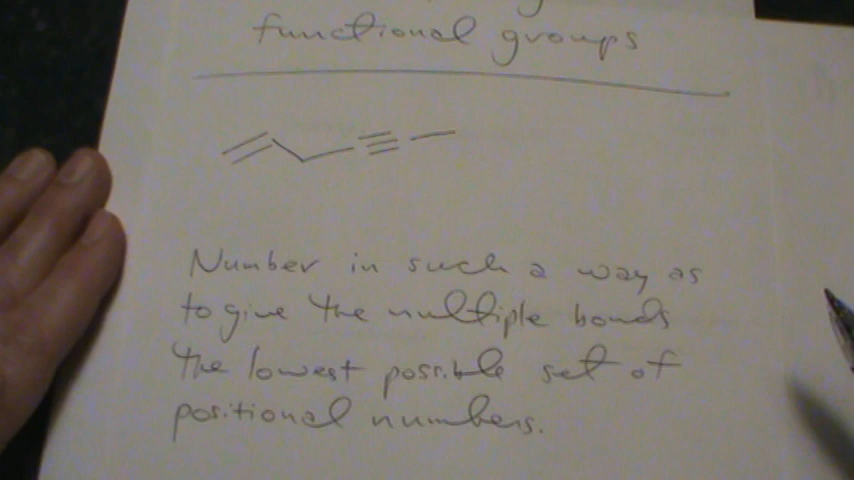 functional groups
Number in such a way as
to give the multiple bonds
the lowest possible set of
positional numbers.